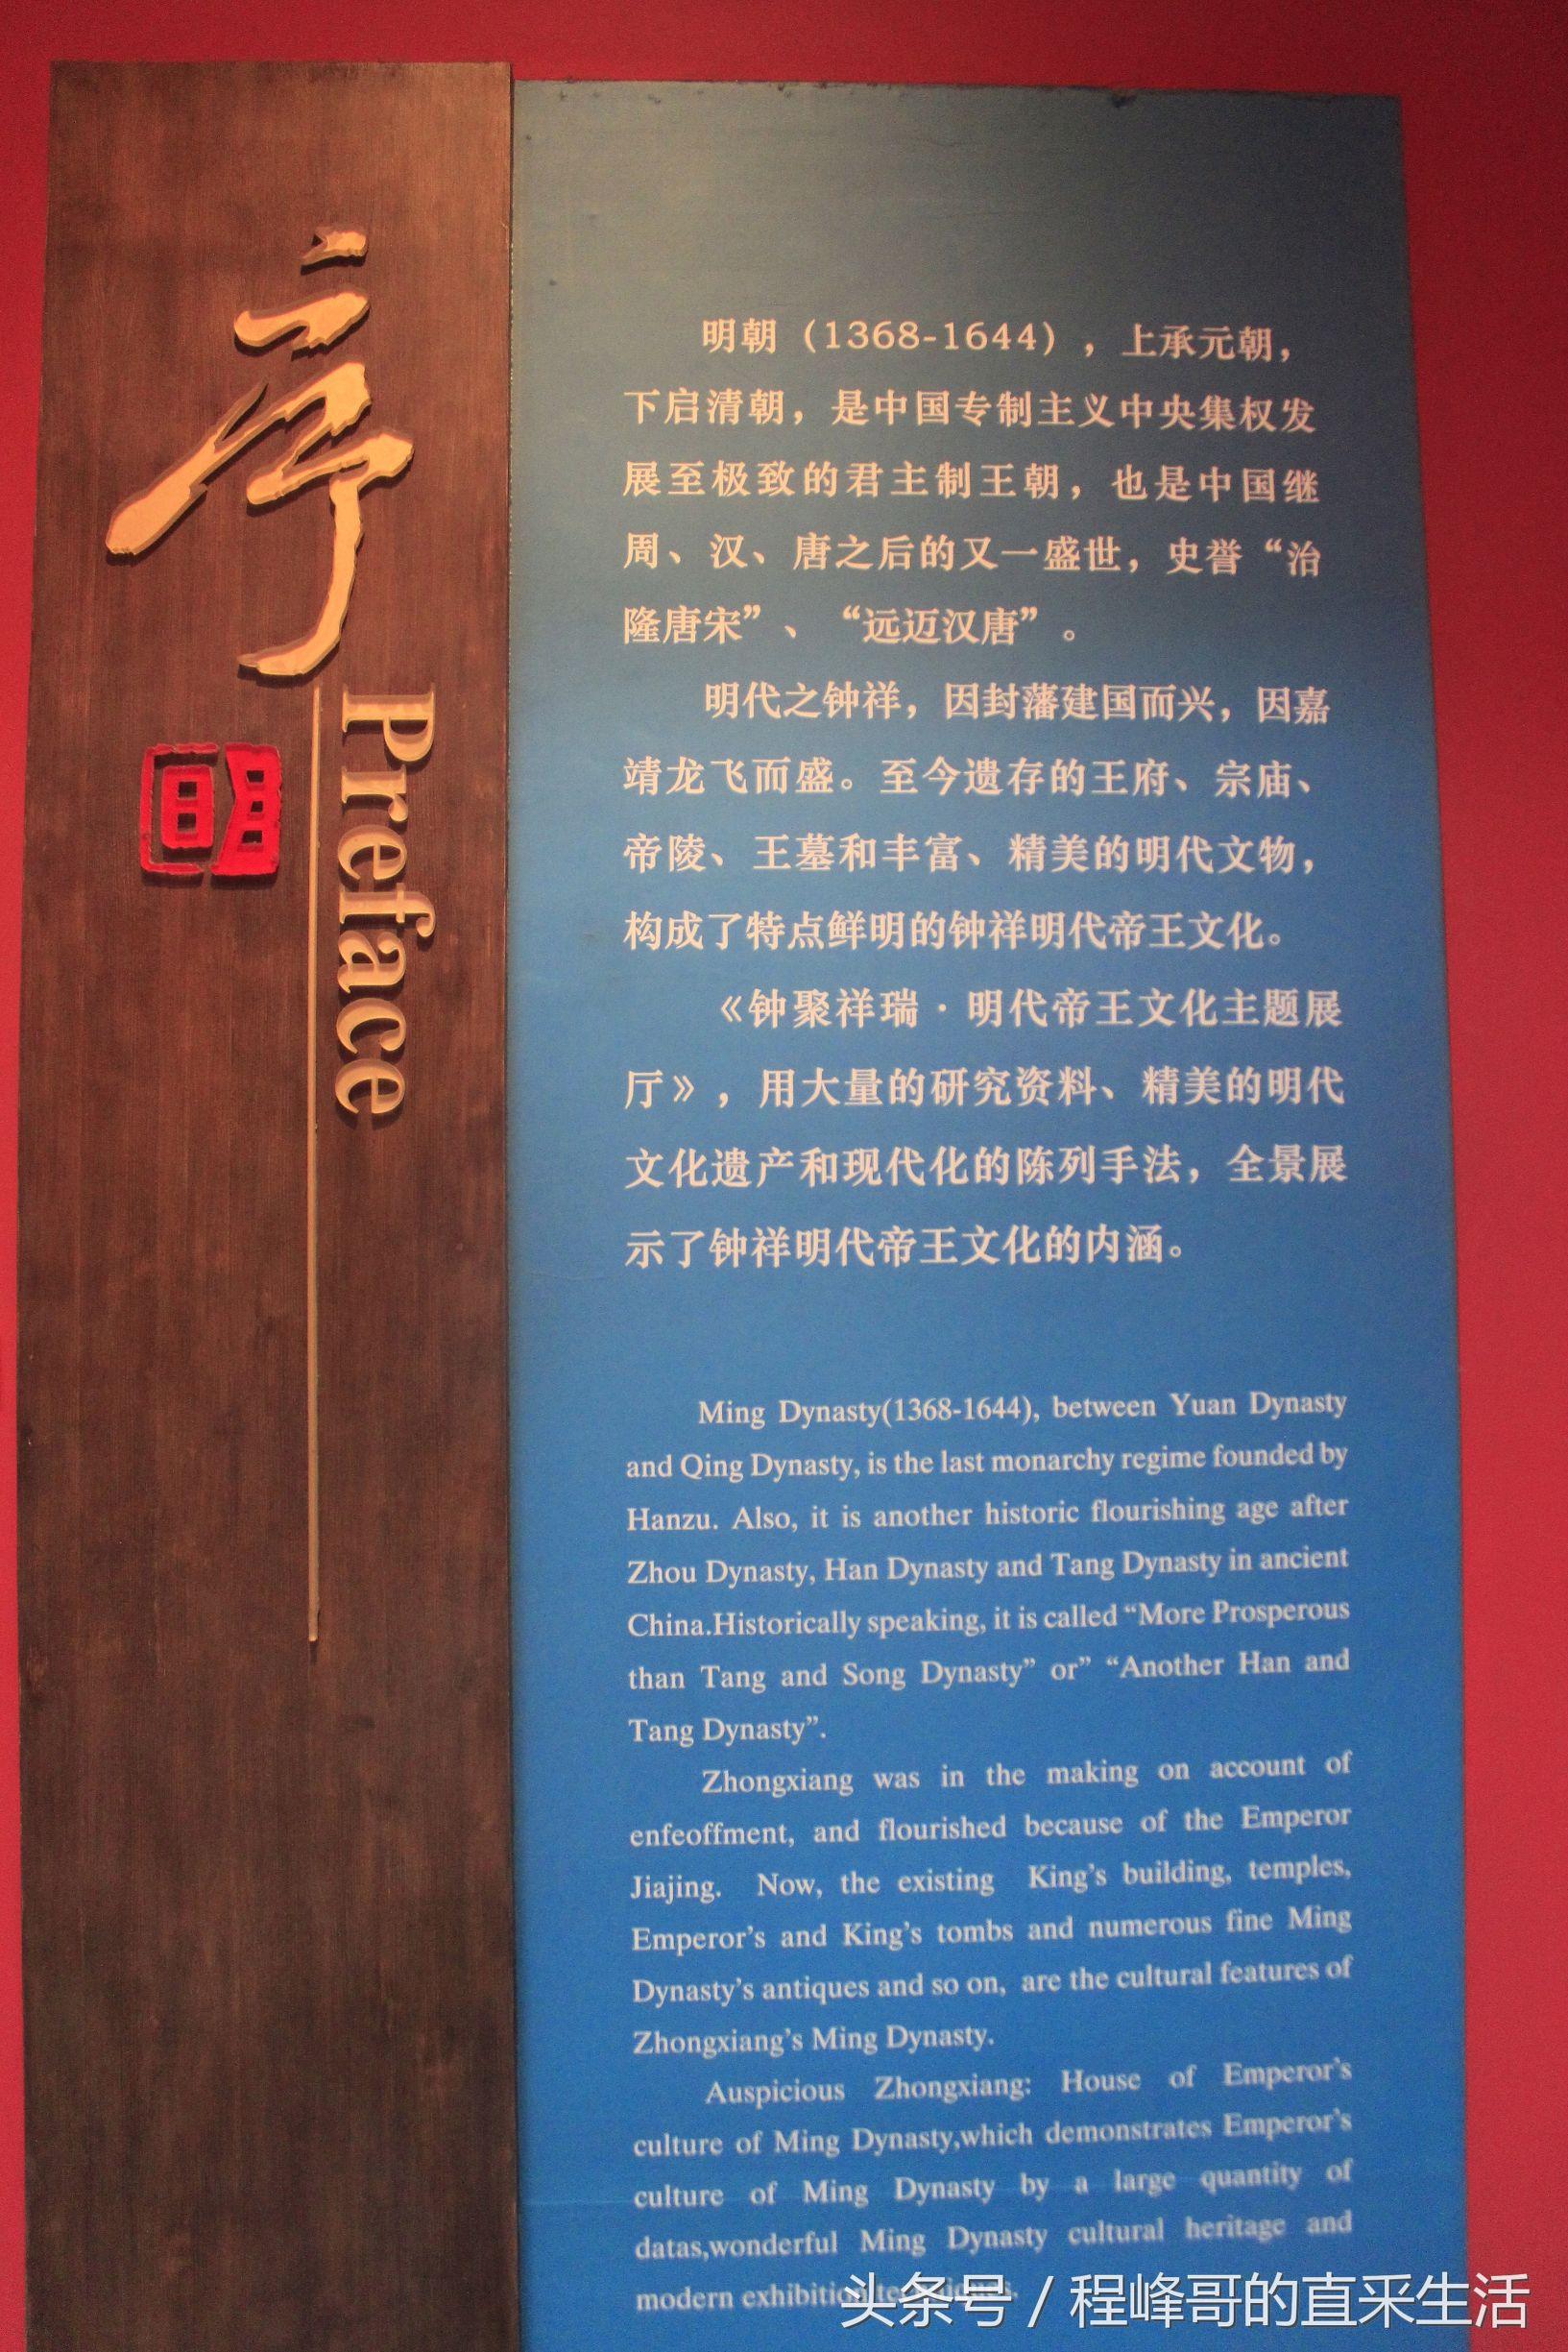 序
Preface
明
明朝（1368-1644），上承元朝，
下启清朝，是中国专制主义中央集权发
展至极致的君主制王朝，也是中国继
周、汉、唐之后的又一盛世，史誉“治
隆唐宋”、“远迈汉唐”。
明代之钟祥，因封藩建国而兴，因嘉
靖龙飞而盛。至今遗存的王府、宗庙、
帝陵、王墓和丰富、精美的明代文物，
构成了特点鲜明的钟祥明代帝王文化。
《钟聚祥瑞·明代帝王文化主题展
厅》，用大量的研究资料、精美的明代
文化遗产和现代化的陈列手法，全景展
示了钟祥明代帝王文化的内涵。
Ming Dynasty(1368-1644), between Yuan Dynasty
and Qing Dynasty, is the last monarchy regime founded by
Hanzu. Also, it is another historic flourishing age after
Zhou Dynasty, Han Dynasty and Tang Dynasty in ancient
China.Historically speaking, it is called “More Prosperous
than Tang and Song Dynasty” or” “Another Han and
Tang Dynasty”.
Zhongxiang was in the making on account of
enfeoffment, and flourished because of the Emperor
Jiajing. Now, the existing King’s building, temples,
Emperor’s and King’s tombs and numerous fine Ming
Dynasty’s antiques and so on, are the cultural features of
Zhongxiang’s Ming Dynasty.
Auspicious Zhongxiang: House of Emperor’s
culture of Ming Dynasty,which demonstrates Emperor’s
culture of Ming Dynasty by a large quantity of
datas,wonderful Ming Dynasty cultural heritage and
modern exhibition
头条号 / 程峰哥的直采生活